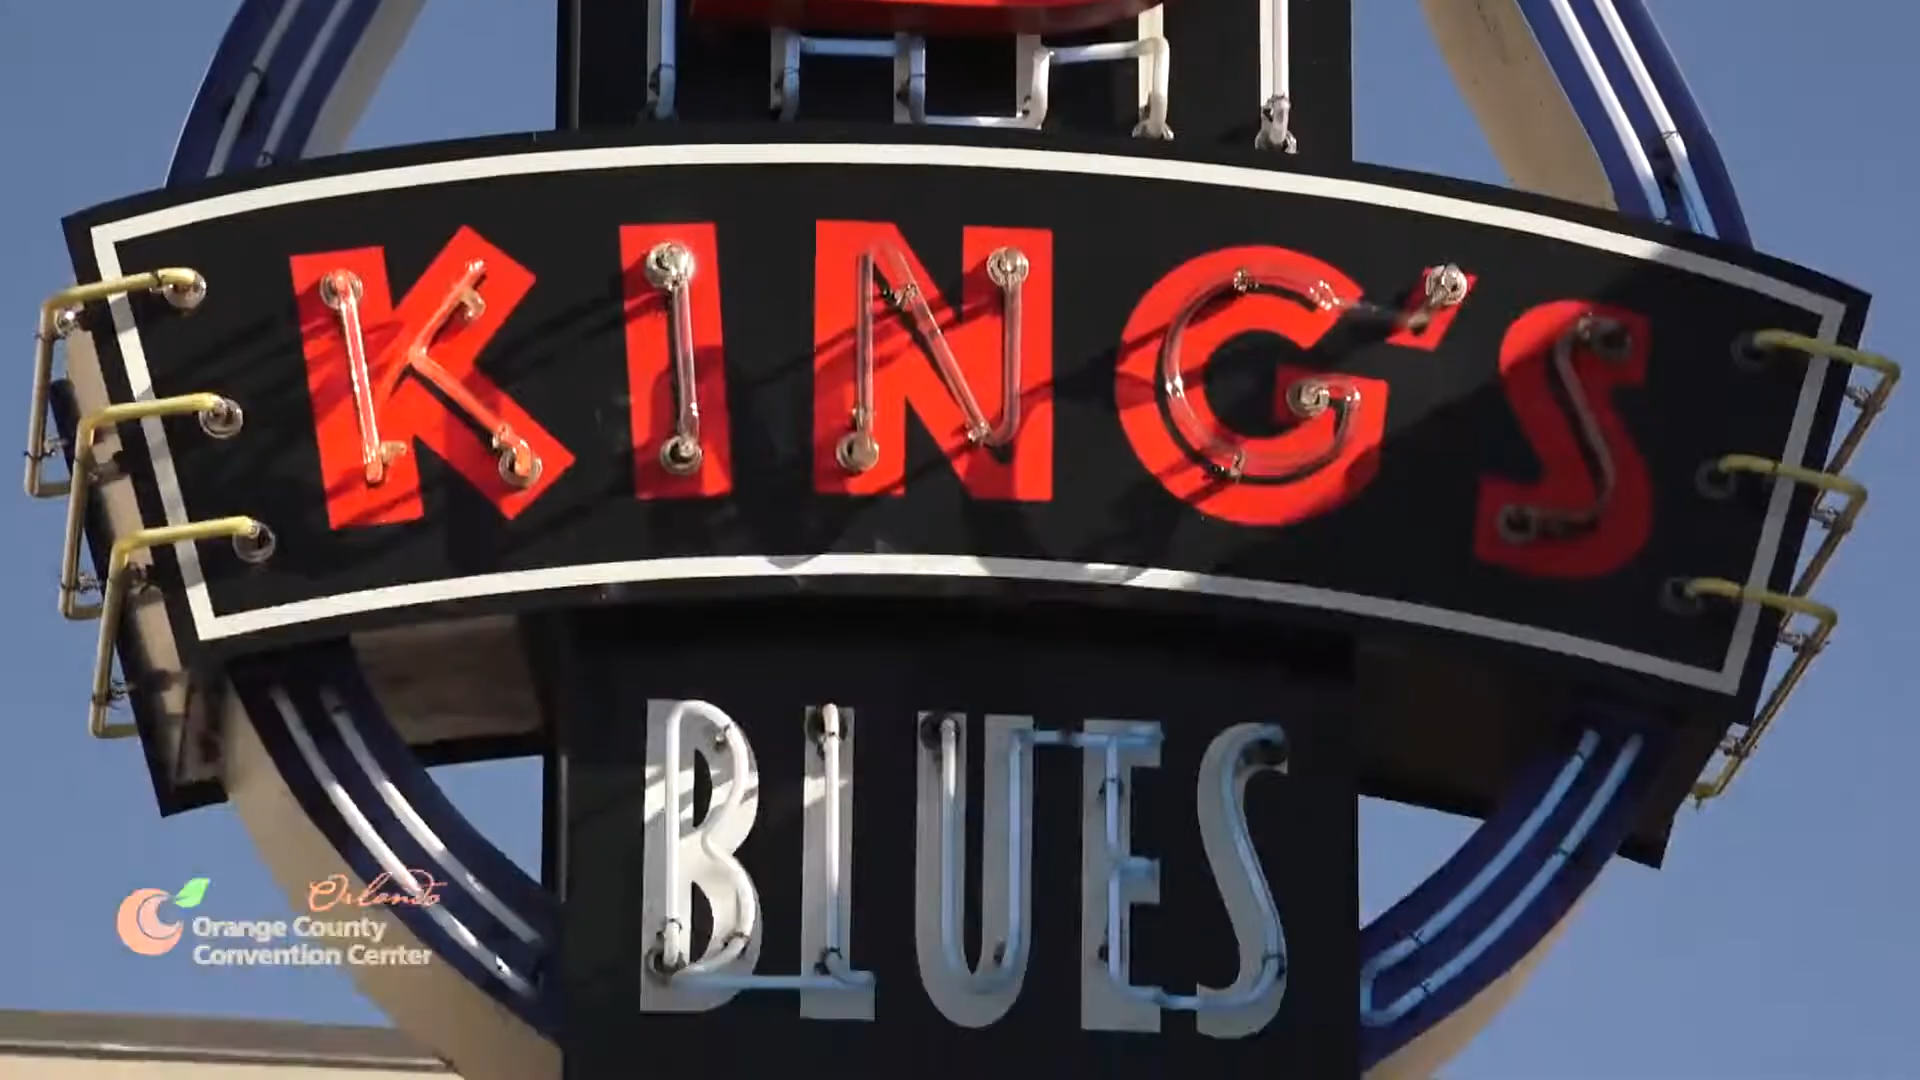 KING'S
BLUES
Orlando
Orange County
Convention Center